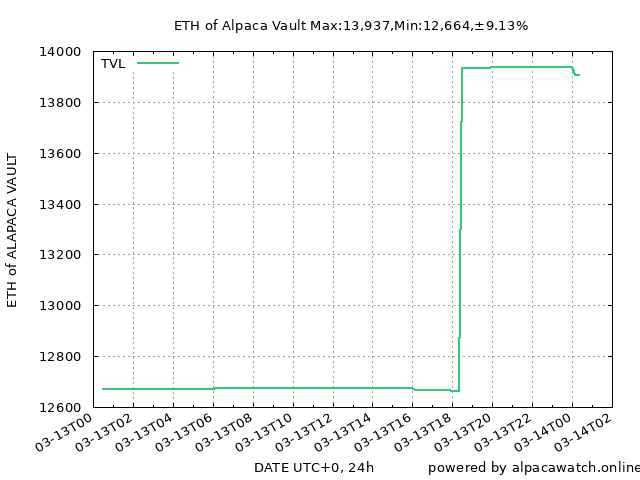 ETH of Alpaca Vault Max:13,937,Min:12,664,±9.13%
TVL
14000
13800
13600
13400
13200
13000
12800
12600
ETH of ALAPACA VAULT
03-13T00
03-13T02
03-13T04
03-13T06
03-13T08
03-13T10
03-13T12
03-13T14
03-13T16
03-13T18
03-13T20
03-13T22
03-14T00
03-14T02
DATE UTC+0, 24h
powered by alpacawatch.online